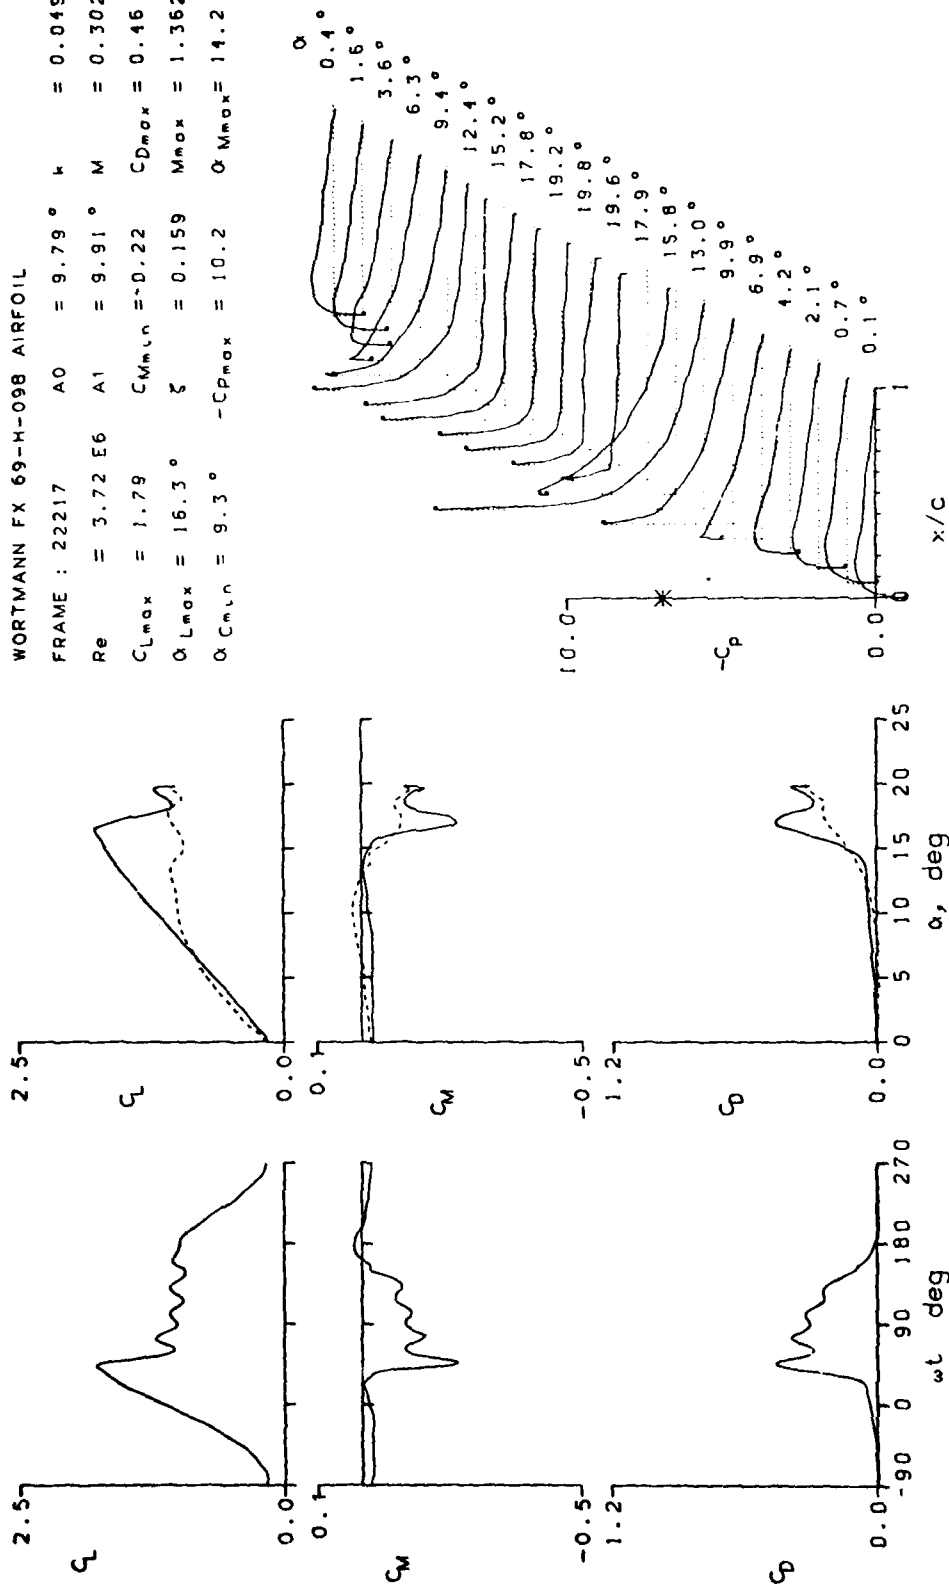 WORTMANN FX 69-H-098 AIRFOIL
FRAME : 22217 A0 = 9.79° k = 0.049
Re = 3.72 E6 A1 = 9.91° M = 0.302
CLmax = 1.79 CMmin =-0.22 CDmax = 0.46
αLmax = 16.3° ζ = 0.159 Mmax = 1.362
αCmin = 9.3° -CPmax = 10.2 αMmax = 14.2
2.5
CL
0.0
0.1
CM
-0.5
1.2
CD
0.0
-90 0 90 180 270
ωt deg
2.5
CL
0.0
0.1
CM
-0.5
1.2
CD
0.0
0 5 10 15 20 25
α, deg
α
0.4°
1.6°
3.6°
6.3°
9.4°
12.4°
15.2°
17.8°
19.2°
19.8°
19.6°
17.9°
15.8°
13.0°
9.9°
6.9°
4.2°
2.1°
0.7°
0.1°
10.0
-Cp
0.0
0 1
x/c